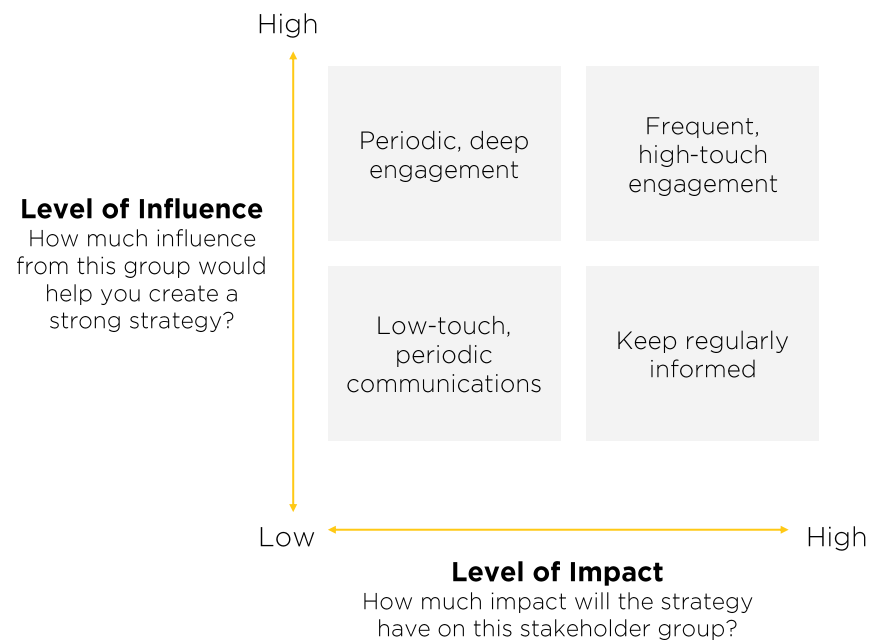 High
Periodic, deep
engagement
Frequent,
high-touch
engagement
Level of Influence
How much influence
from this group would
help you create a
strong strategy?
Low-touch,
periodic
communications
Keep regularly
informed
Low
High
Level of Impact
How much impact will the strategy
have on this stakeholder group?